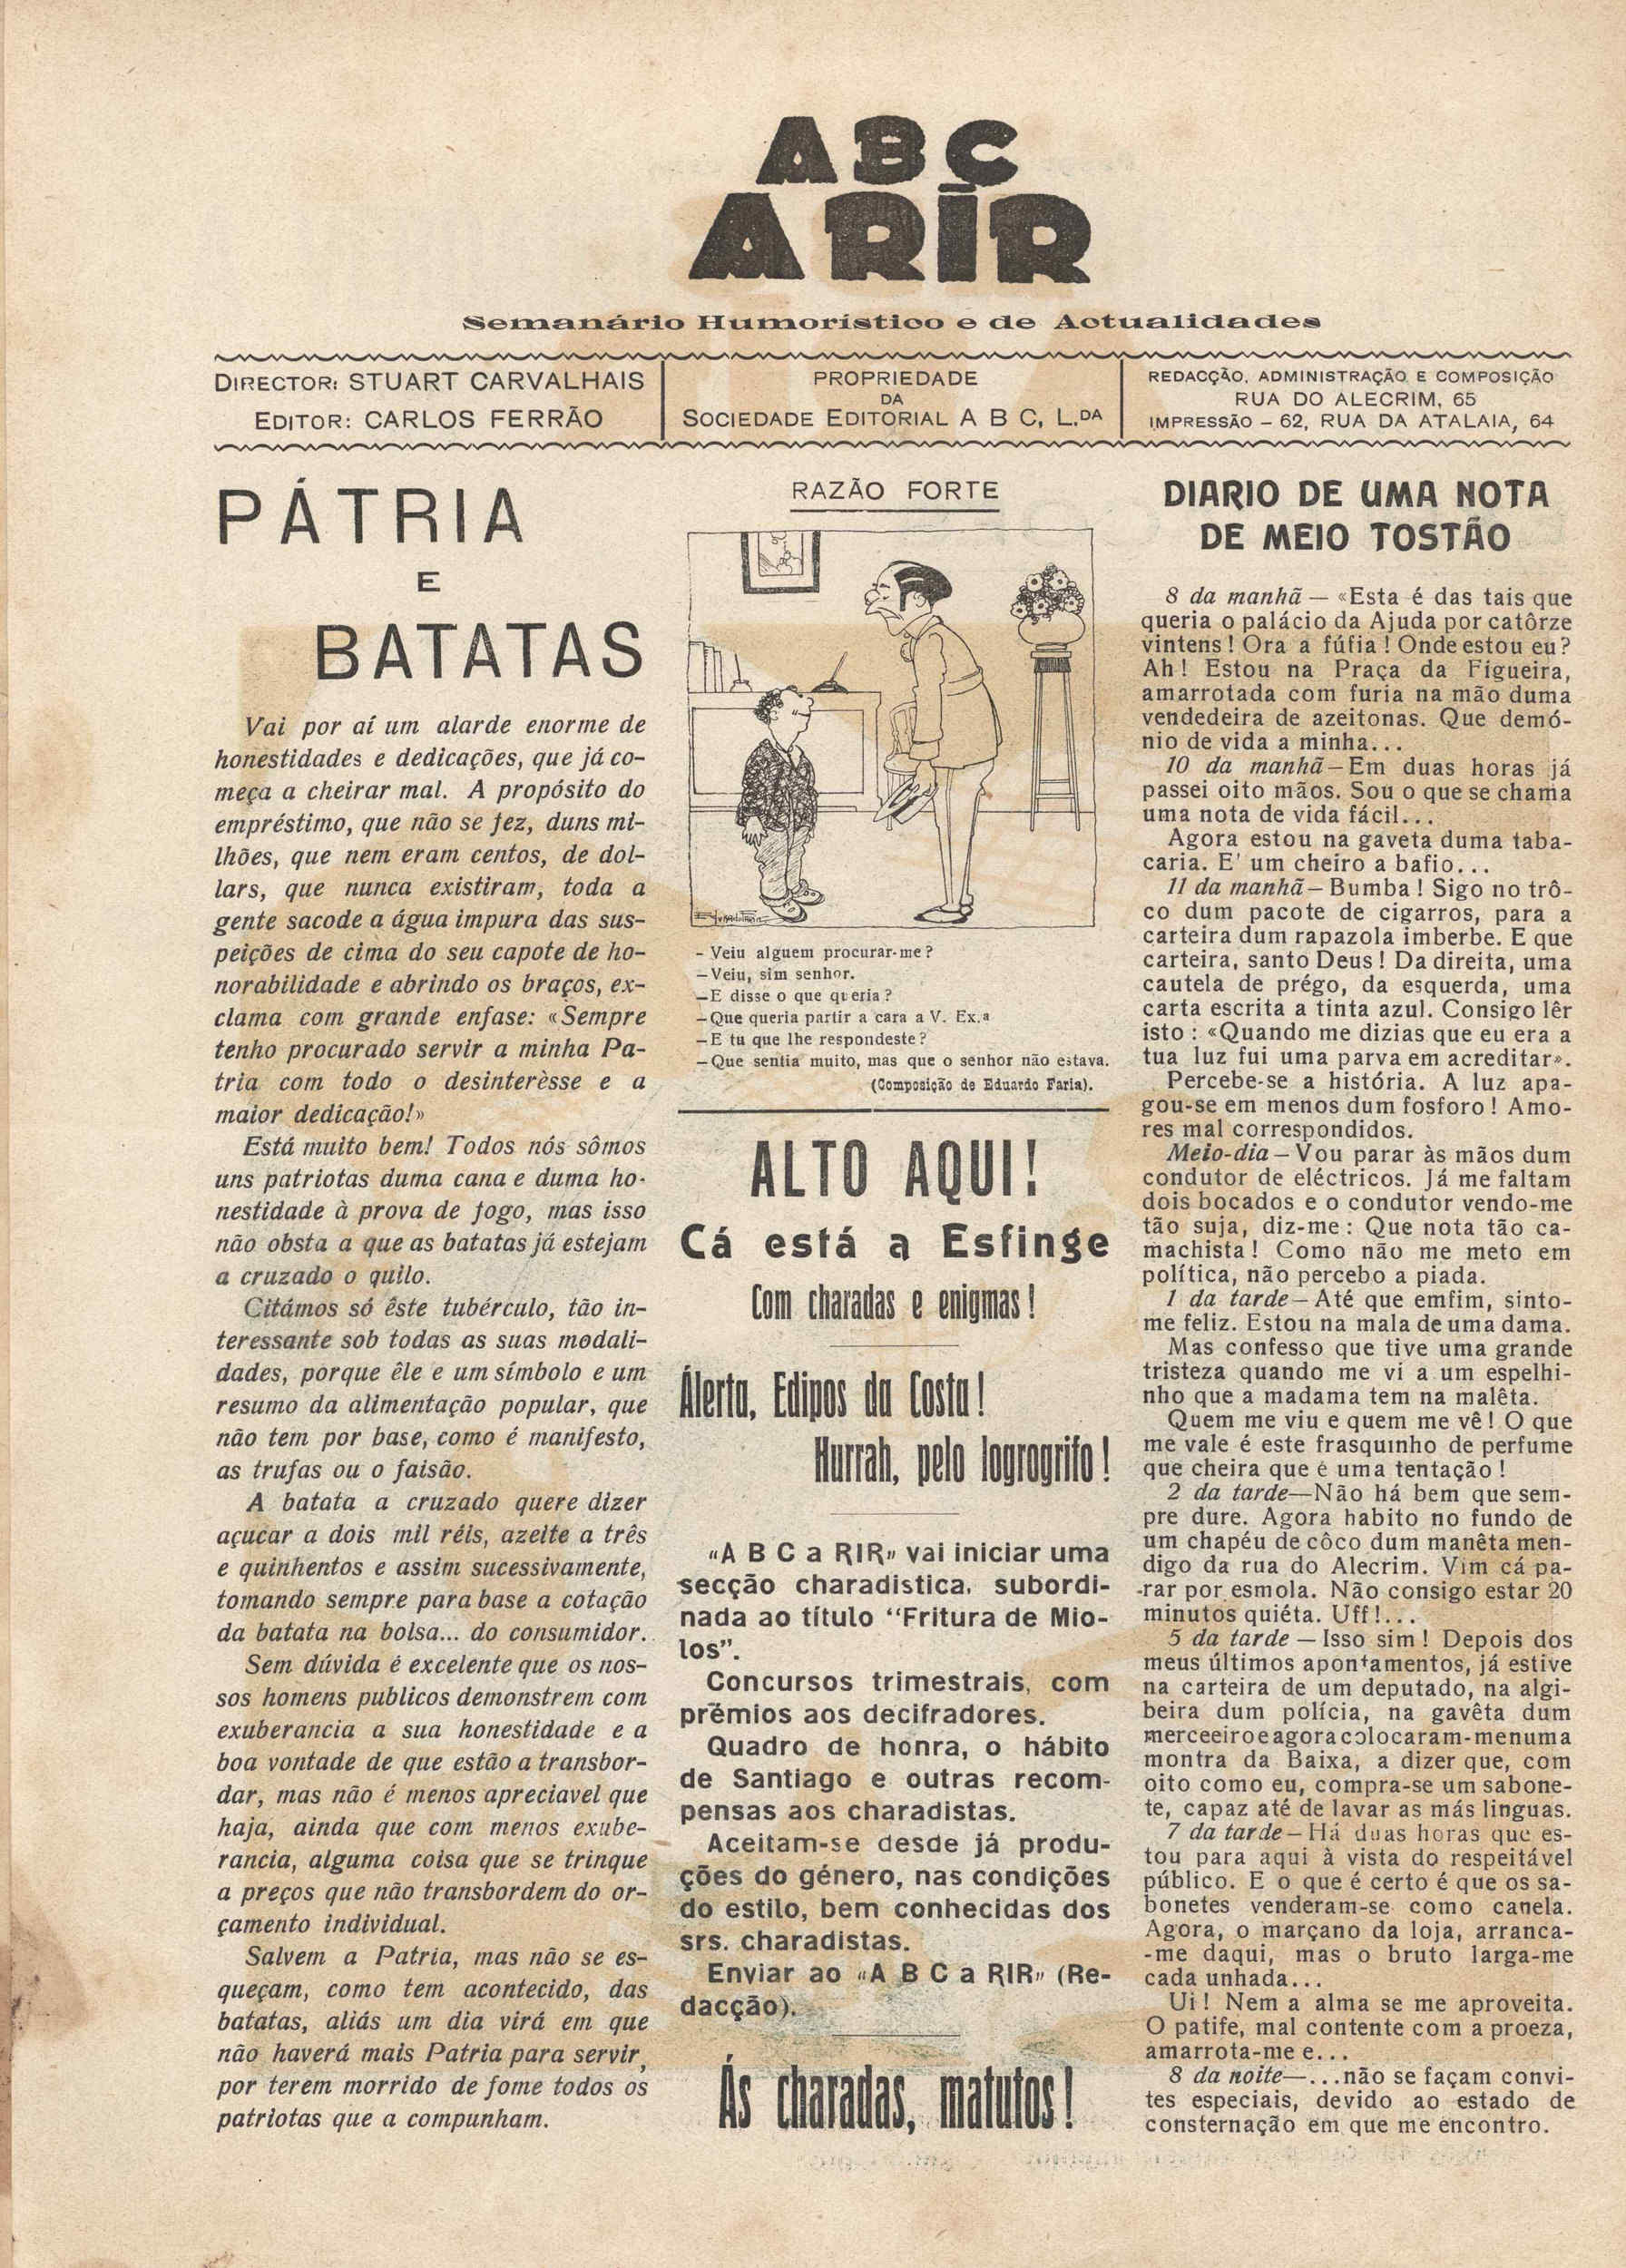 ABC
A RIR
Semanário Humorístico e de Actualidades
DIRECTOR: STUART CARVALHAIS
EDITOR: CARLOS FERRÃO
PROPRIEDADE
DA
SOCIEDADE EDITORIAL A B C, L.DA
REDACÇÃO, ADMINISTRAÇÃO E COMPOSIÇÃO
RUA DO ALECRIM, 65
IMPRESSÃO – 62, RUA DA ATALAIA, 64
PÁTRIA
E
BATATAS
Vai por aí um alarde enorme de
honestidades e dedicações, que já co-
meça a cheirar mal. A propósito do
empréstimo, que não se fez, duns mi-
lhões, que nem eram centos, de dol-
lars, que nunca existiram, toda a
gente sacode a água impura das sus-
peições de cima do seu capote de ho-
norabilidade e abrindo os braços, ex-
clama com grande enfase: «Sempre
tenho procurado servir a minha Pa-
tria com todo o desinterèsse e a
maior dedicação!»
Está muito bem! Todos nós sômos
uns patriotas duma cana e duma ho-
nestidade à prova de fogo, mas isso
não obsta a que as batatas já estejam
a cruzado o quilo.
Citámos só êste tubérculo, tão in-
teressante sob todas as suas modali-
dades, porque êle e um símbolo e um
resumo da alimentação popular, que
não tem por base, como é manifesto,
as trufas ou o faisão.
A batata a cruzado quere dizer
açucar a dois mil réis, azeite a três
e quinhentos e assim sucessivamente,
tomando sempre para base a cotação
da batata na bolsa... do consumidor.
Sem dúvida é excelente que os nos-
sos homens publicos demonstrem com
exuberancia a sua honestidade e a
boa vontade de que estão a transbor-
dar, mas não é menos apreciavel que
haja, ainda que com menos exube-
rancia, alguma coisa que se trinque
a preços que não transbordem do or-
çamento individual.
Salvem a Patria, mas não se es-
queçam, como tem acontecido, das
batatas, aliás um dia virá em que
não haverá mais Patria para servir,
por terem morrido de fome todos os
patriotas que a compunham.
RAZÃO FORTE
- Veiu alguem procurar-me?
—Veiu, sim senhor.
—E disse o que queria?
—Que queria partir a cara a V. Ex.ª
—E tu que lhe respondeste?
—Que sentia muito, mas que o senhor não estava.
(Composição de Eduardo Faria).
ALTO AQUI!
Cá está a Esfinge
Com charadas e enigmas!
Álerta, Edipos da Costa!
Hurrah, pelo logrogrifo!
«A B C a RIR» vai iniciar uma
secção charadistica, subordi-
nada ao título “Fritura de Mio-
los”.
Concursos trimestrais, com
prêmios aos decifradores.
Quadro de honra, o hábito
de Santiago e outras recom-
pensas aos charadistas.
Aceitam-se desde já produ-
ções do género, nas condições
do estilo, bem conhecidas dos
srs. charadistas.
Enviar ao «A B C a RIR» (Re-
dacção).
Ás charadas, matutos!
DIARIO DE UMA NOTA
DE MEIO TOSTÃO
8 da manhã — «Esta é das tais que
queria o palácio da Ajuda por catôrze
vintens! Ora a fúfia! Onde estou eu?
Ah! Estou na Praça da Figueira,
amarrotada com furia na mão duma
vendedeira de azeitonas. Que demó-
nio de vida a minha...
10 da manhã—Em duas horas já
passei oito mãos. Sou o que se chama
uma nota de vida fácil...
Agora estou na gaveta duma taba-
caria. E' um cheiro a bafio...
11 da manhã—Bumba! Sigo no trô-
co dum pacote de cigarros, para a
carteira dum rapazola imberbe. E que
carteira, santo Deus! Da direita, uma
cautela de prégo, da esquerda, uma
carta escrita a tinta azul. Consigo lêr
isto: «Quando me dizias que eu era a
tua luz fui uma parva em acreditar».
Percebe-se a história. A luz apa-
gou-se em menos dum fosforo! Amo-
res mal correspondidos.
Meio-dia—Vou parar às mãos dum
condutor de eléctricos. Já me faltam
dois bocados e o condutor vendo-me
tão suja, diz-me: Que nota tão ca-
machista! Como não me meto em
política, não percebo a piada.
1 da tarde—Até que emfim, sinto-
me feliz. Estou na mala de uma dama.
Mas confesso que tive uma grande
tristeza quando me vi a um espelhi-
nho que a madama tem na malêta.
Quem me viu e quem me vê! O que
me vale é este frasquinho de perfume
que cheira que é uma tentação!
2 da tarde—Não há bem que sem-
pre dure. Agora habito no fundo de
um chapéu de côco dum manêta men-
digo da rua do Alecrim. Vim cá pa-
-rar por esmola. Não consigo estar 20
minutos quiéta. Uff!...
5 da tarde — Isso sim! Depois dos
meus últimos apontamentos, já estive
na carteira de um deputado, na algi-
beira dum polícia, na gavêta dum
merceeiro e agora colocaram-me numa
montra da Baixa, a dizer que, com
oito como eu, compra-se um sabone-
te, capaz até de lavar as más linguas.
7 da tarde—Há duas horas que es-
tou para aqui à vista do respeitável
público. E o que é certo é que os sa-
bonetes venderam-se como canela.
Agora, o marçano da loja, arranca-
-me daqui, mas o bruto larga-me
cada unhada...
Ui! Nem a alma se me aproveita.
O patife, mal contente com a proeza,
amarrota-me e...
8 da noite—...não se façam convi-
tes especiais, devido ao estado de
consternação em que me encontro.